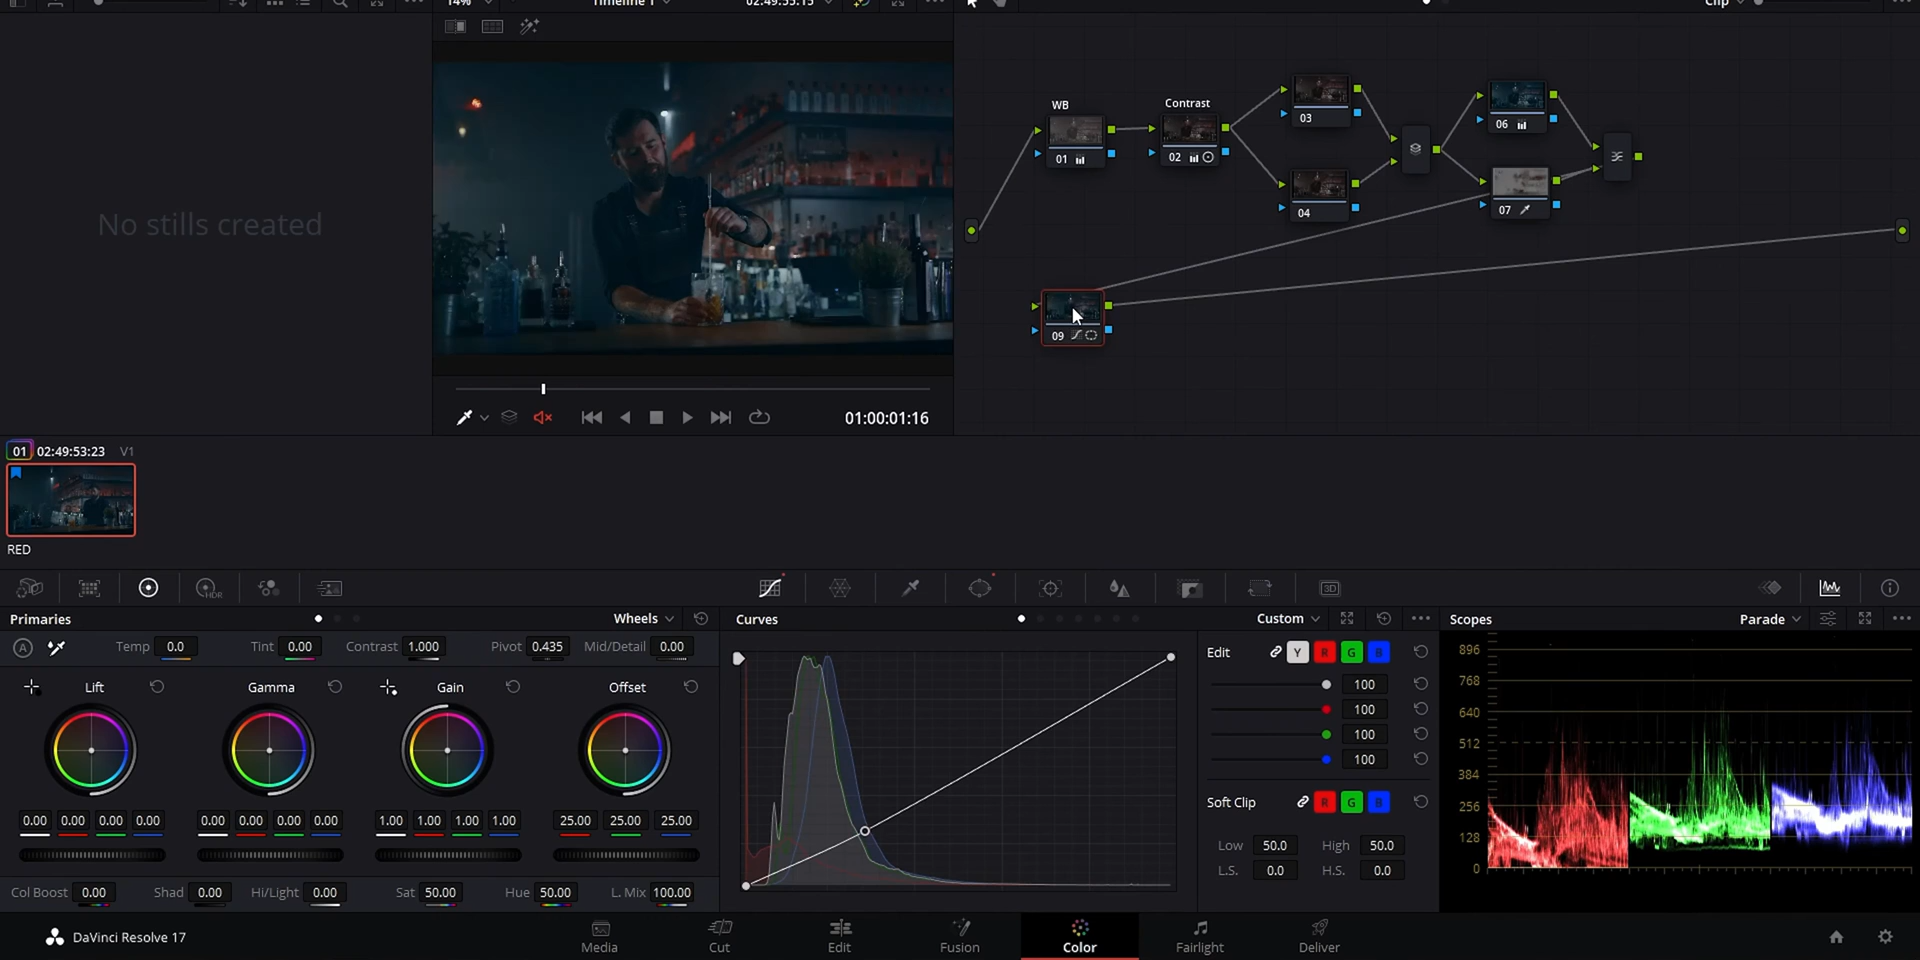 14%
Timeline 1
02:49:53:15
Clip
No stills created
WB
Contrast
01
02
03
04
06
07
09
01:00:01:16
01 02:49:53:23 V1
RED
HDR
3D
Primaries
Wheels
Curves
Custom
Scopes
Parade
A
Temp 0.0
Tint 0.00
Contrast 1.000
Pivot 0.435
Mid/Detail 0.00
Lift
Gamma
Gain
Offset
0.00 0.00 0.00 0.00
0.00 0.00 0.00 0.00
1.00 1.00 1.00 1.00
25.00 25.00 25.00
Col Boost 0.00
Shad 0.00
Hi/Light 0.00
Sat 50.00
Hue 50.00
L. Mix 100.00
Edit Y R G B
100
100
100
100
Soft Clip R G B
Low 50.0 High 50.0
L.S. 0.0 H.S. 0.0
896
768
640
512
384
256
128
0
DaVinci Resolve 17
Media
Cut
Edit
Fusion
Color
Fairlight
Deliver